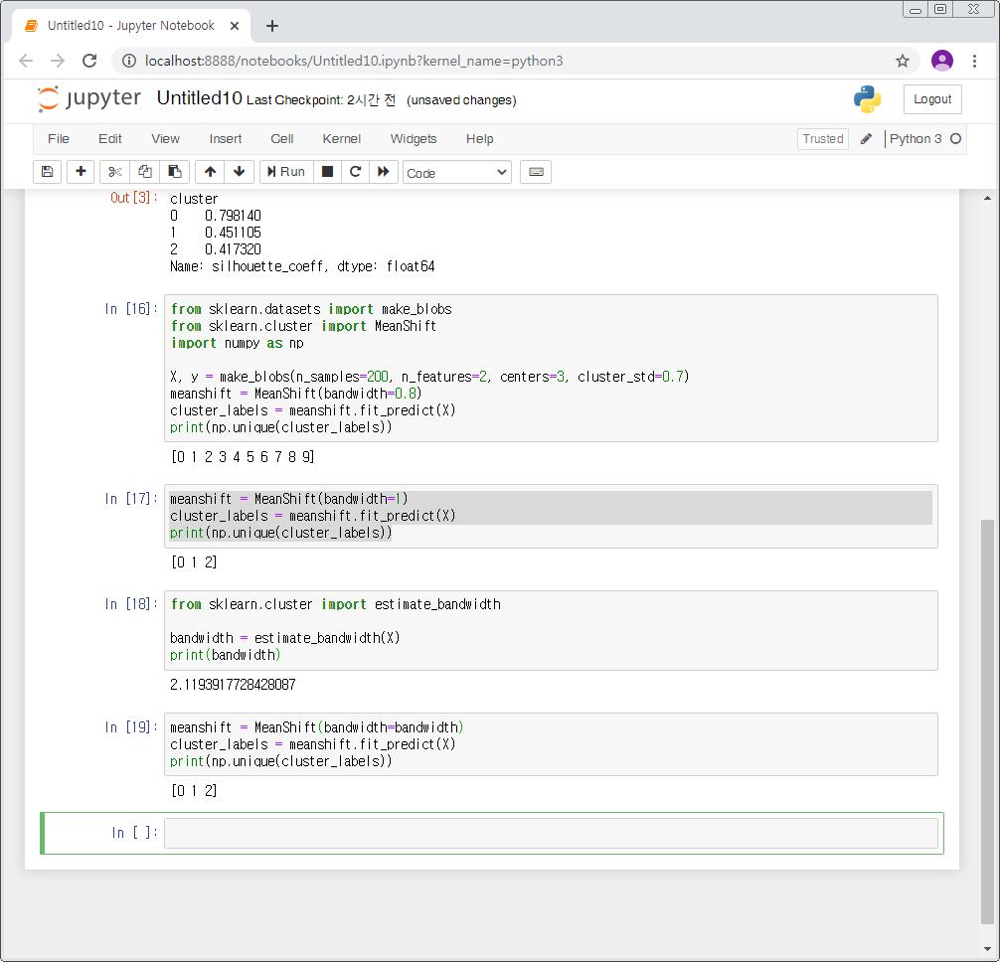 Untitled10 - Jupyter Notebook
localhost:8888/notebooks/Untitled10.ipynb?kernel_name=python3
jupyter Untitled10 Last Checkpoint: 2시간 전 (unsaved changes)
Logout
File Edit View Insert Cell Kernel Widgets Help
Trusted Python 3
Run Code
Out[3]: cluster
0 0.798140
1 0.451105
2 0.417320
Name: silhouette_coeff, dtype: float64
In [16]: from sklearn.datasets import make_blobs
from sklearn.cluster import MeanShift
import numpy as np
X, y = make_blobs(n_samples=200, n_features=2, centers=3, cluster_std=0.7)
meanshift = MeanShift(bandwidth=0.8)
cluster_labels = meanshift.fit_predict(X)
print(np.unique(cluster_labels))
[0 1 2 3 4 5 6 7 8 9]
In [17]: meanshift = MeanShift(bandwidth=1)
cluster_labels = meanshift.fit_predict(X)
print(np.unique(cluster_labels))
[0 1 2]
In [18]: from sklearn.cluster import estimate_bandwidth
bandwidth = estimate_bandwidth(X)
print(bandwidth)
2.1193917728428087
In [19]: meanshift = MeanShift(bandwidth=bandwidth)
cluster_labels = meanshift.fit_predict(X)
print(np.unique(cluster_labels))
[0 1 2]
In [ ]: